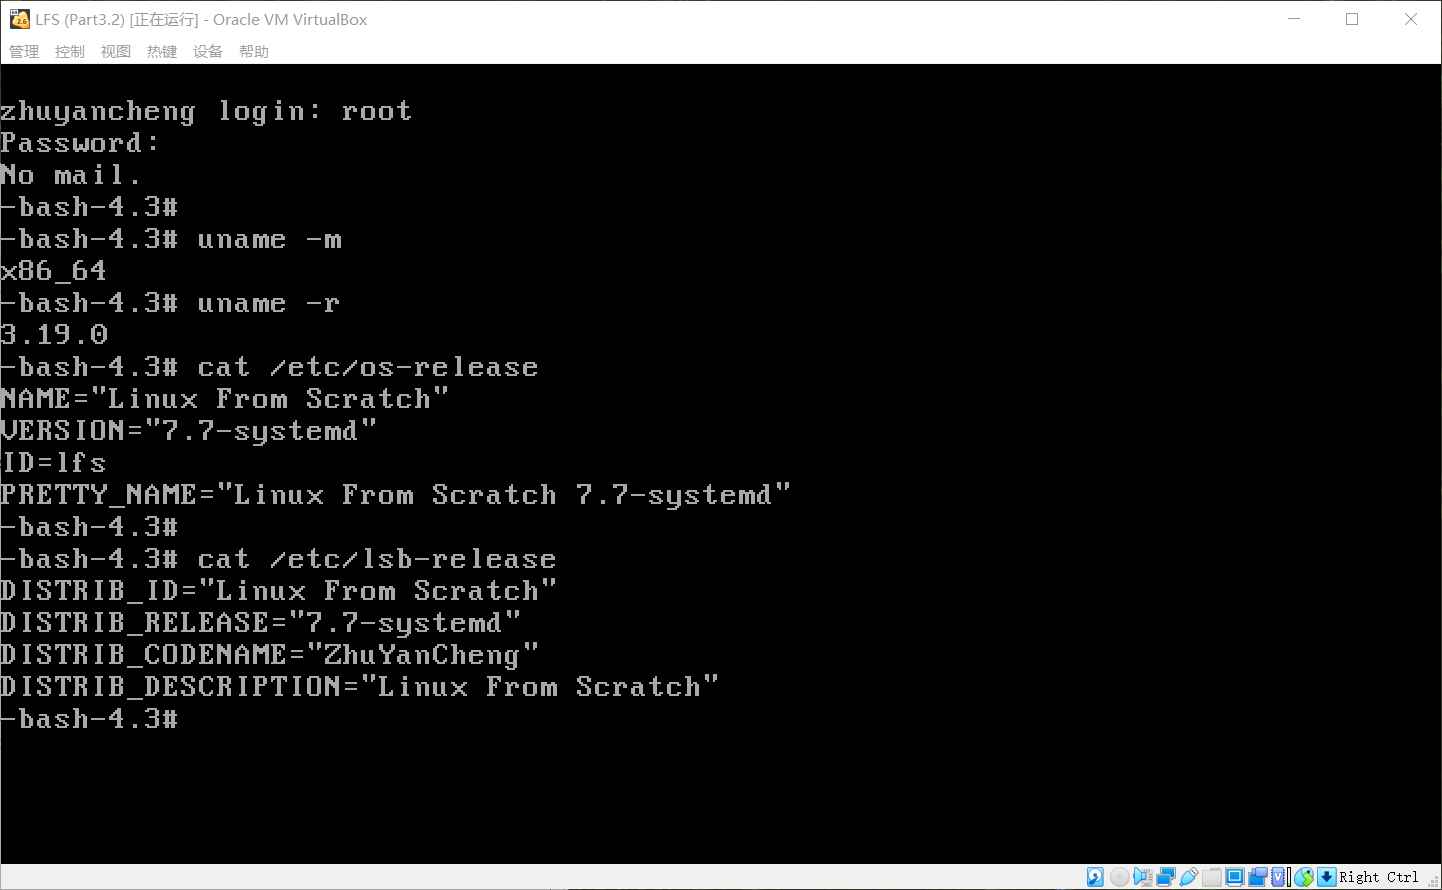 LFS (Part3.2) [正在运行] - Oracle VM VirtualBox
管理 控制 视图 热键 设备 帮助
zhuyancheng login: root
Password:
No mail.
-bash-4.3#
-bash-4.3# uname -m
x86_64
-bash-4.3# uname -r
3.19.0
-bash-4.3# cat /etc/os-release
NAME="Linux From Scratch"
VERSION="7.7-systemd"
ID=lfs
PRETTY_NAME="Linux From Scratch 7.7-systemd"
-bash-4.3#
-bash-4.3# cat /etc/lsb-release
DISTRIB_ID="Linux From Scratch"
DISTRIB_RELEASE="7.7-systemd"
DISTRIB_CODENAME="ZhuYanCheng"
DISTRIB_DESCRIPTION="Linux From Scratch"
-bash-4.3#
Right Ctrl